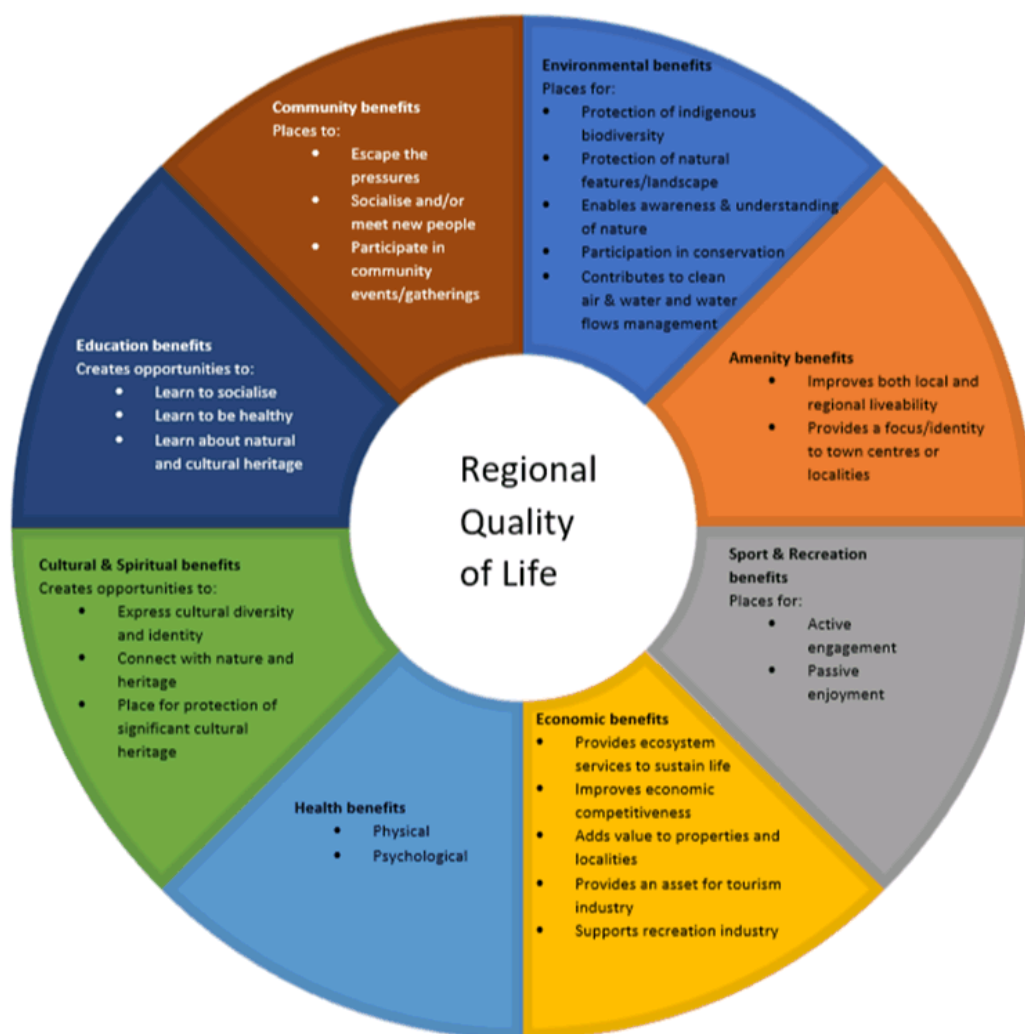 Environmental benefits
Places for:
• Protection of indigenous
biodiversity
• Protection of natural
features/landscape
• Enables awareness & understanding
of nature
• Participation in conservation
• Contributes to clean
air & water and water
flows management
Amenity benefits
• Improves both local and
regional liveability
• Provides a focus/identity
to town centres or
localities
Sport & Recreation
benefits
Places for:
• Active
engagement
• Passive
enjoyment
Economic benefits
• Provides ecosystem
services to sustain life
• Improves economic
competitiveness
• Adds value to properties and
localities
• Provides an asset for tourism
industry
• Supports recreation industry
Health benefits
• Physical
• Psychological
Cultural & Spiritual benefits
Creates opportunities to:
• Express cultural diversity
and identity
• Connect with nature and
heritage
• Place for protection of
significant cultural
heritage
Education benefits
Creates opportunities to:
• Learn to socialise
• Learn to be healthy
• Learn about natural
and cultural heritage
Community benefits
Places to:
• Escape the
pressures
• Socialise and/or
meet new people
• Participate in
community
events/gatherings
Regional
Quality
of Life